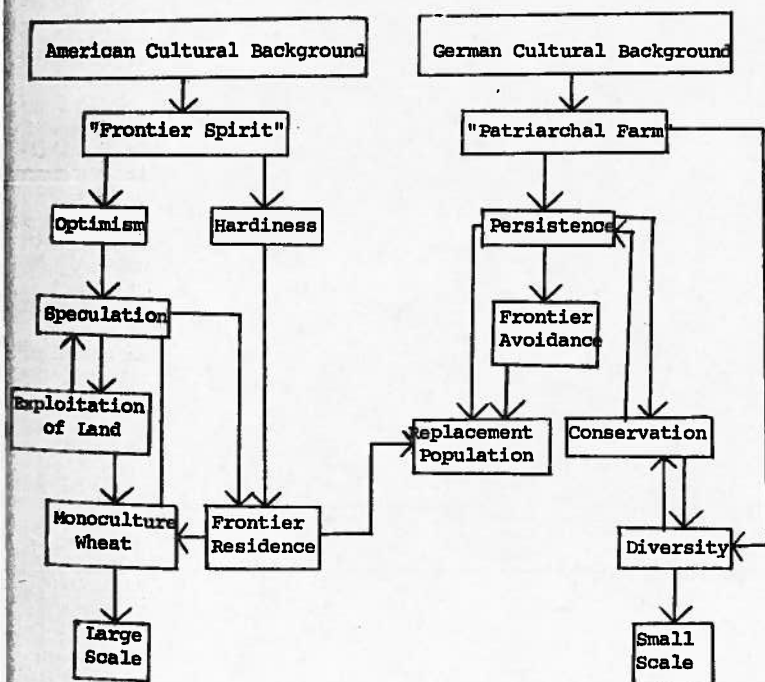 American Cultural Background
German Cultural Background
"Frontier Spirit"
"Patriarchal Farm"
Optimism
Hardiness
Persistence
Speculation
Frontier
Avoidance
Exploitation
of Land
Replacement
Population
Conservation
Monoculture
Wheat
Frontier
Residence
Diversity
Large
Scale
Small
Scale